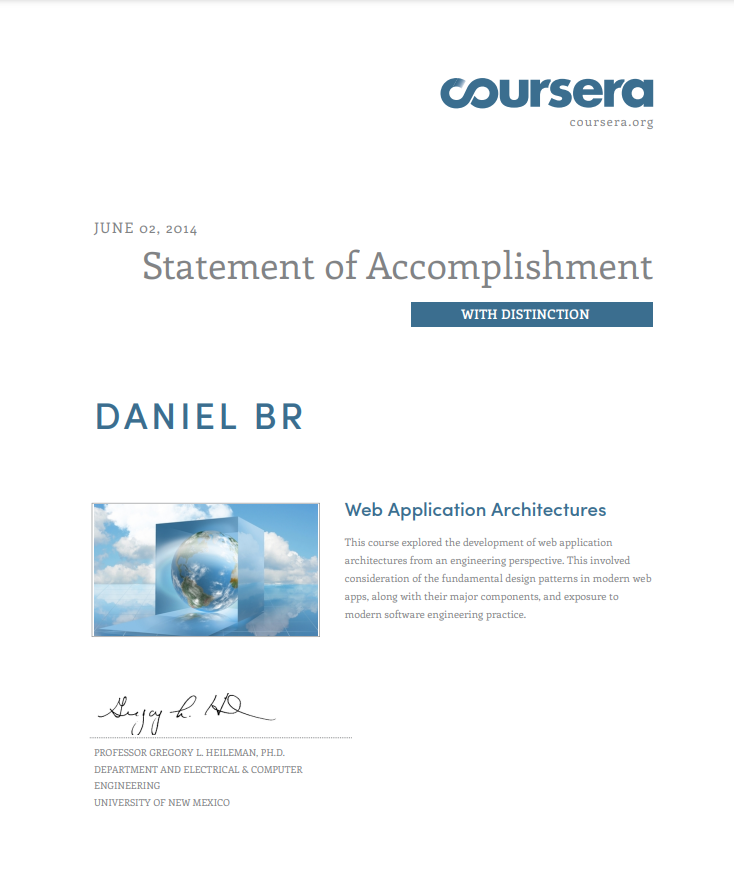 coursera
coursera.org
JUNE 02, 2014
Statement of Accomplishment
WITH DISTINCTION
DANIEL BR
Web Application Architectures
This course explored the development of web application
architectures from an engineering perspective. This involved
consideration of the fundamental design patterns in modern web
apps, along with their major components, and exposure to
modern software engineering practice.
PROFESSOR GREGORY L. HEILEMAN, PH.D.
DEPARTMENT AND ELECTRICAL & COMPUTER
ENGINEERING
UNIVERSITY OF NEW MEXICO